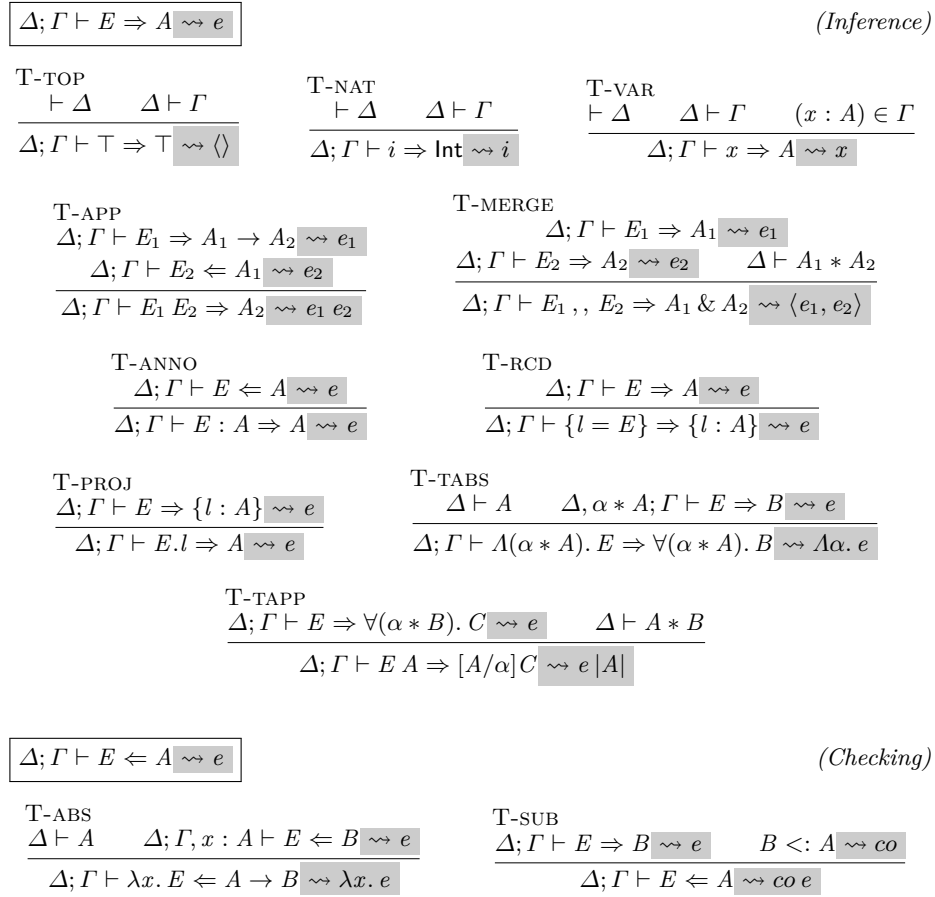 Δ; Γ ⊢ E ⇒ A ⇝ e (Inference)
T-TOP
⊢ Δ Δ ⊢ Γ
Δ; Γ ⊢ ⊤ ⇒ ⊤ ⇝ ⟨⟩
T-NAT
⊢ Δ Δ ⊢ Γ
Δ; Γ ⊢ i ⇒ Int ⇝ i
T-VAR
⊢ Δ Δ ⊢ Γ (x : A) ∈ Γ
Δ; Γ ⊢ x ⇒ A ⇝ x
T-APP
Δ; Γ ⊢ E₁ ⇒ A₁ → A₂ ⇝ e₁
Δ; Γ ⊢ E₂ ⇐ A₁ ⇝ e₂
Δ; Γ ⊢ E₁ E₂ ⇒ A₂ ⇝ e₁ e₂
T-MERGE
Δ; Γ ⊢ E₁ ⇒ A₁ ⇝ e₁
Δ; Γ ⊢ E₂ ⇒ A₂ ⇝ e₂ Δ ⊢ A₁ * A₂
Δ; Γ ⊢ E₁ ,, E₂ ⇒ A₁ & A₂ ⇝ ⟨e₁, e₂⟩
T-ANNO
Δ; Γ ⊢ E ⇐ A ⇝ e
Δ; Γ ⊢ E : A ⇒ A ⇝ e
T-RCD
Δ; Γ ⊢ E ⇒ A ⇝ e
Δ; Γ ⊢ {l = E} ⇒ {l : A} ⇝ e
T-PROJ
Δ; Γ ⊢ E ⇒ {l : A} ⇝ e
Δ; Γ ⊢ E.l ⇒ A ⇝ e
T-TABS
Δ ⊢ A Δ, α * A; Γ ⊢ E ⇒ B ⇝ e
Δ; Γ ⊢ Λ(α * A). E ⇒ ∀(α * A). B ⇝ Λα. e
T-TAPP
Δ; Γ ⊢ E ⇒ ∀(α * B). C ⇝ e Δ ⊢ A * B
Δ; Γ ⊢ E A ⇒ [A/α]C ⇝ e |A|
Δ; Γ ⊢ E ⇐ A ⇝ e (Checking)
T-ABS
Δ ⊢ A Δ; Γ, x : A ⊢ E ⇐ B ⇝ e
Δ; Γ ⊢ λx. E ⇐ A → B ⇝ λx. e
T-SUB
Δ; Γ ⊢ E ⇒ B ⇝ e B <: A ⇝ co
Δ; Γ ⊢ E ⇐ A ⇝ co e